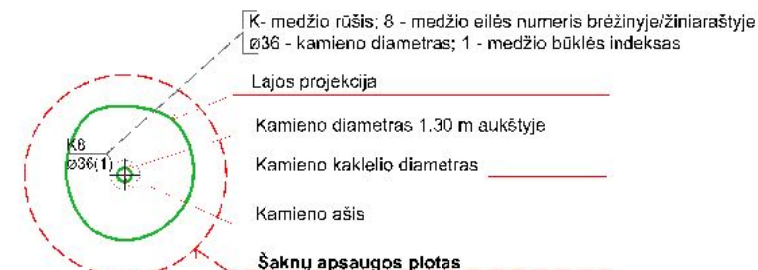 K- medžio rūšis; 8 - medžio eilės numeris brėžinyje/žiniaraštyje
ø36 - kamieno diametras; 1 - medžio būklės indeksas
Lajos projekcija
Kamieno diametras 1.30 m aukštyje
K8
ø36(1)
Kamieno kaklelio diametras
Kamieno ašis
Šaknų apsaugos plotas